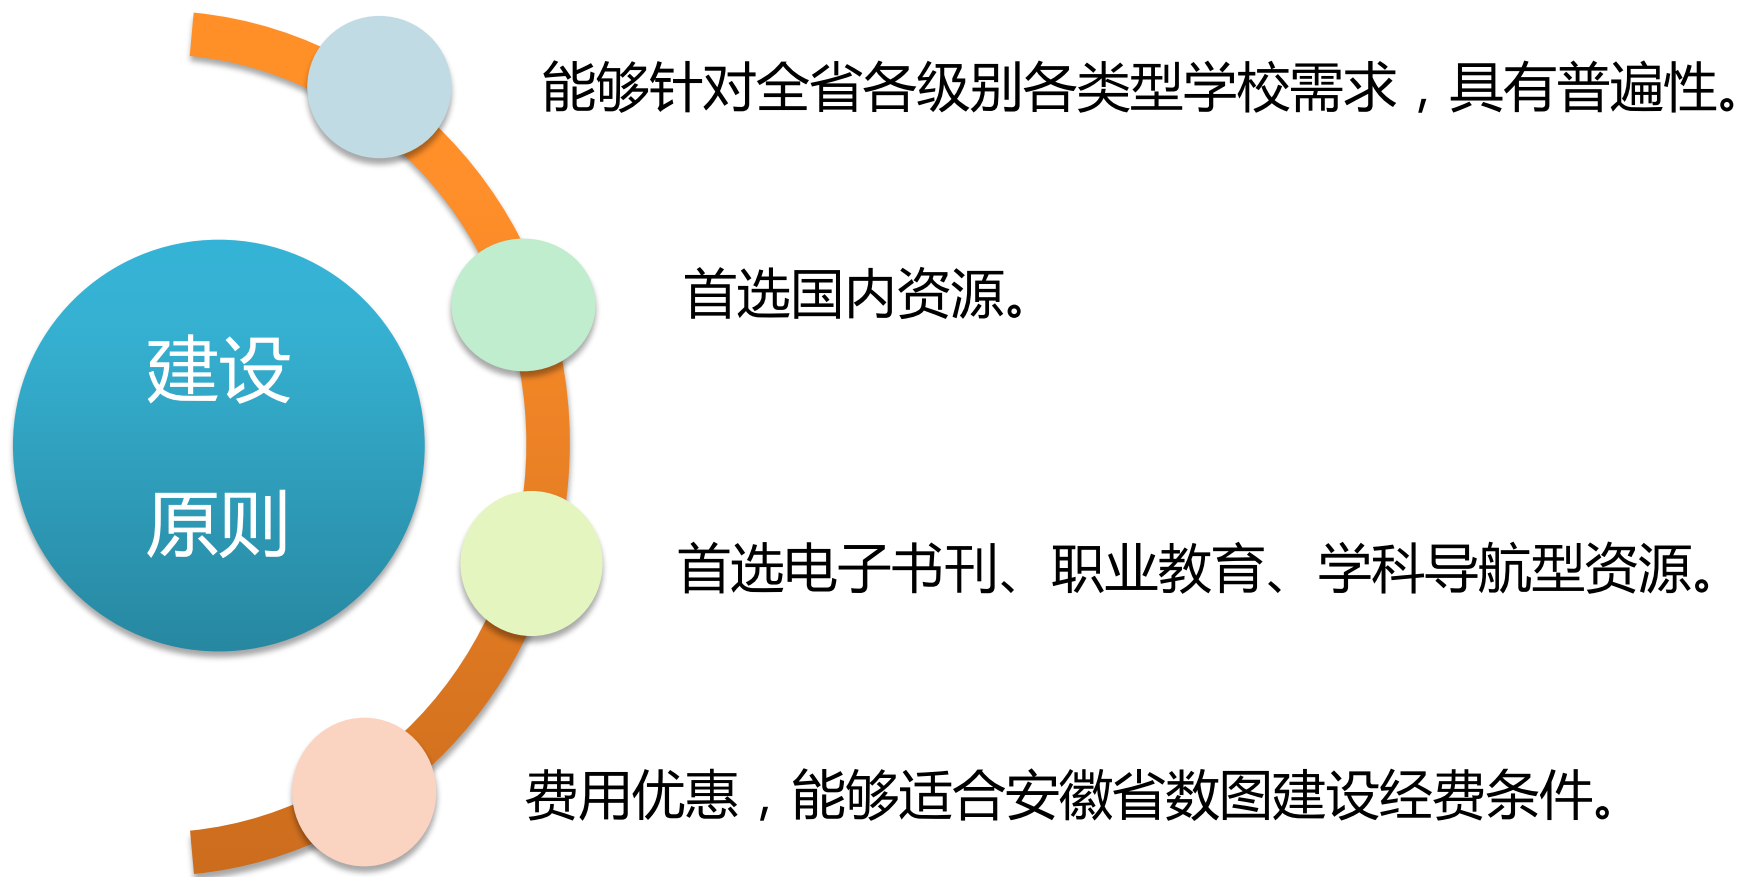 建设
原则
能够针对全省各级别各类型学校需求，具有普遍性。
首选国内资源。
首选电子书刊、职业教育、学科导航型资源。
费用优惠，能够适合安徽省数图建设经费条件。